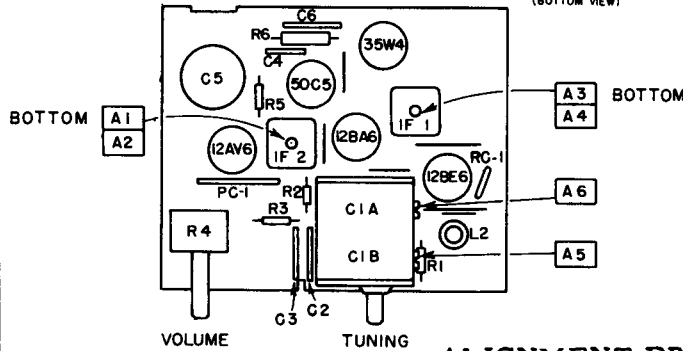 (BOTTOM VIEW)
C6
R6
35W4
C4
C5
50C5
R5
A3 BOTTOM
A4
IF 1
BOTTOM A1
A2
12AV6
IF 2
12BA6
12BE6
RC-1
PC-1
R2
A6
R3
C1A
R4
L2
C1B
A5
R1
C3
C2
VOLUME
TUNING